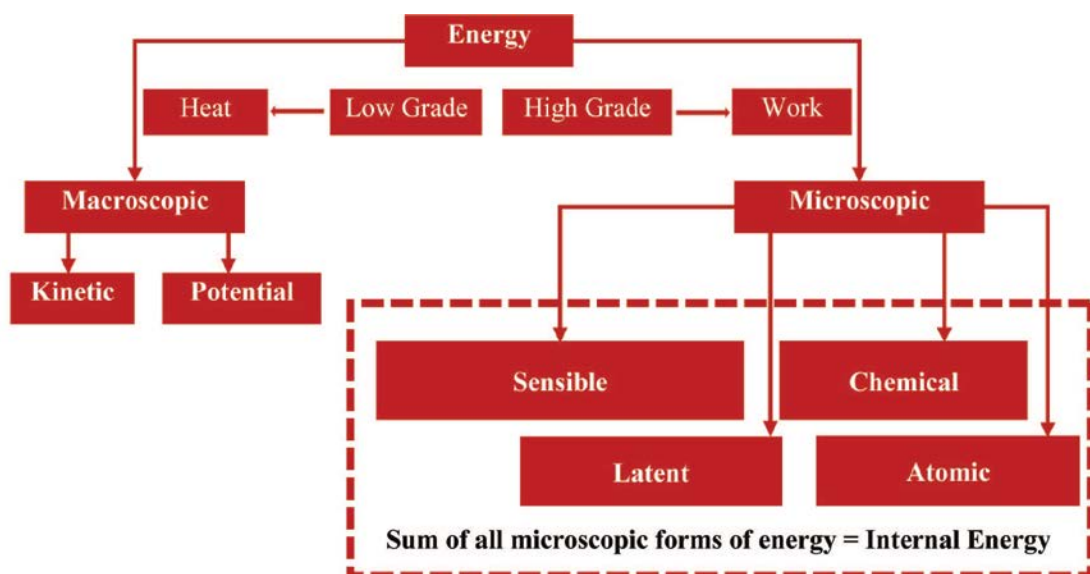 Energy
Heat
Low Grade
High Grade
Work
Macroscopic
Microscopic
Kinetic
Potential
Sensible
Chemical
Latent
Atomic
Sum of all microscopic forms of energy = Internal Energy